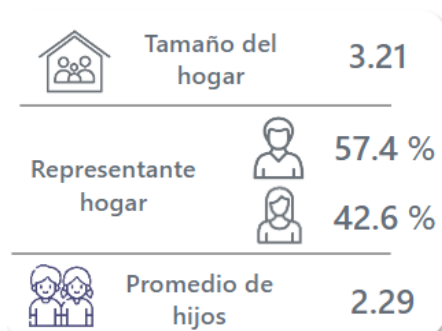 Tamaño del
hogar
3.21
Representante
hogar
57.4 %
42.6 %
Promedio de
hijos
2.29